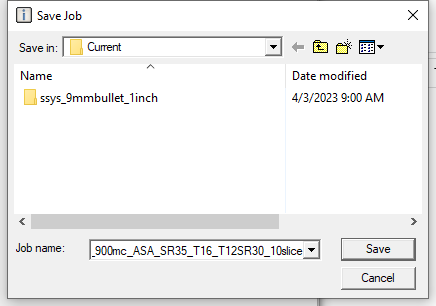 Save Job
Save in: Current
Name Date modified
ssys_9mmbullet_1inch 4/3/2023 9:00 AM
Job name: _900mc_ASA_SR35_T16_T12SR30_10slice Save
Cancel